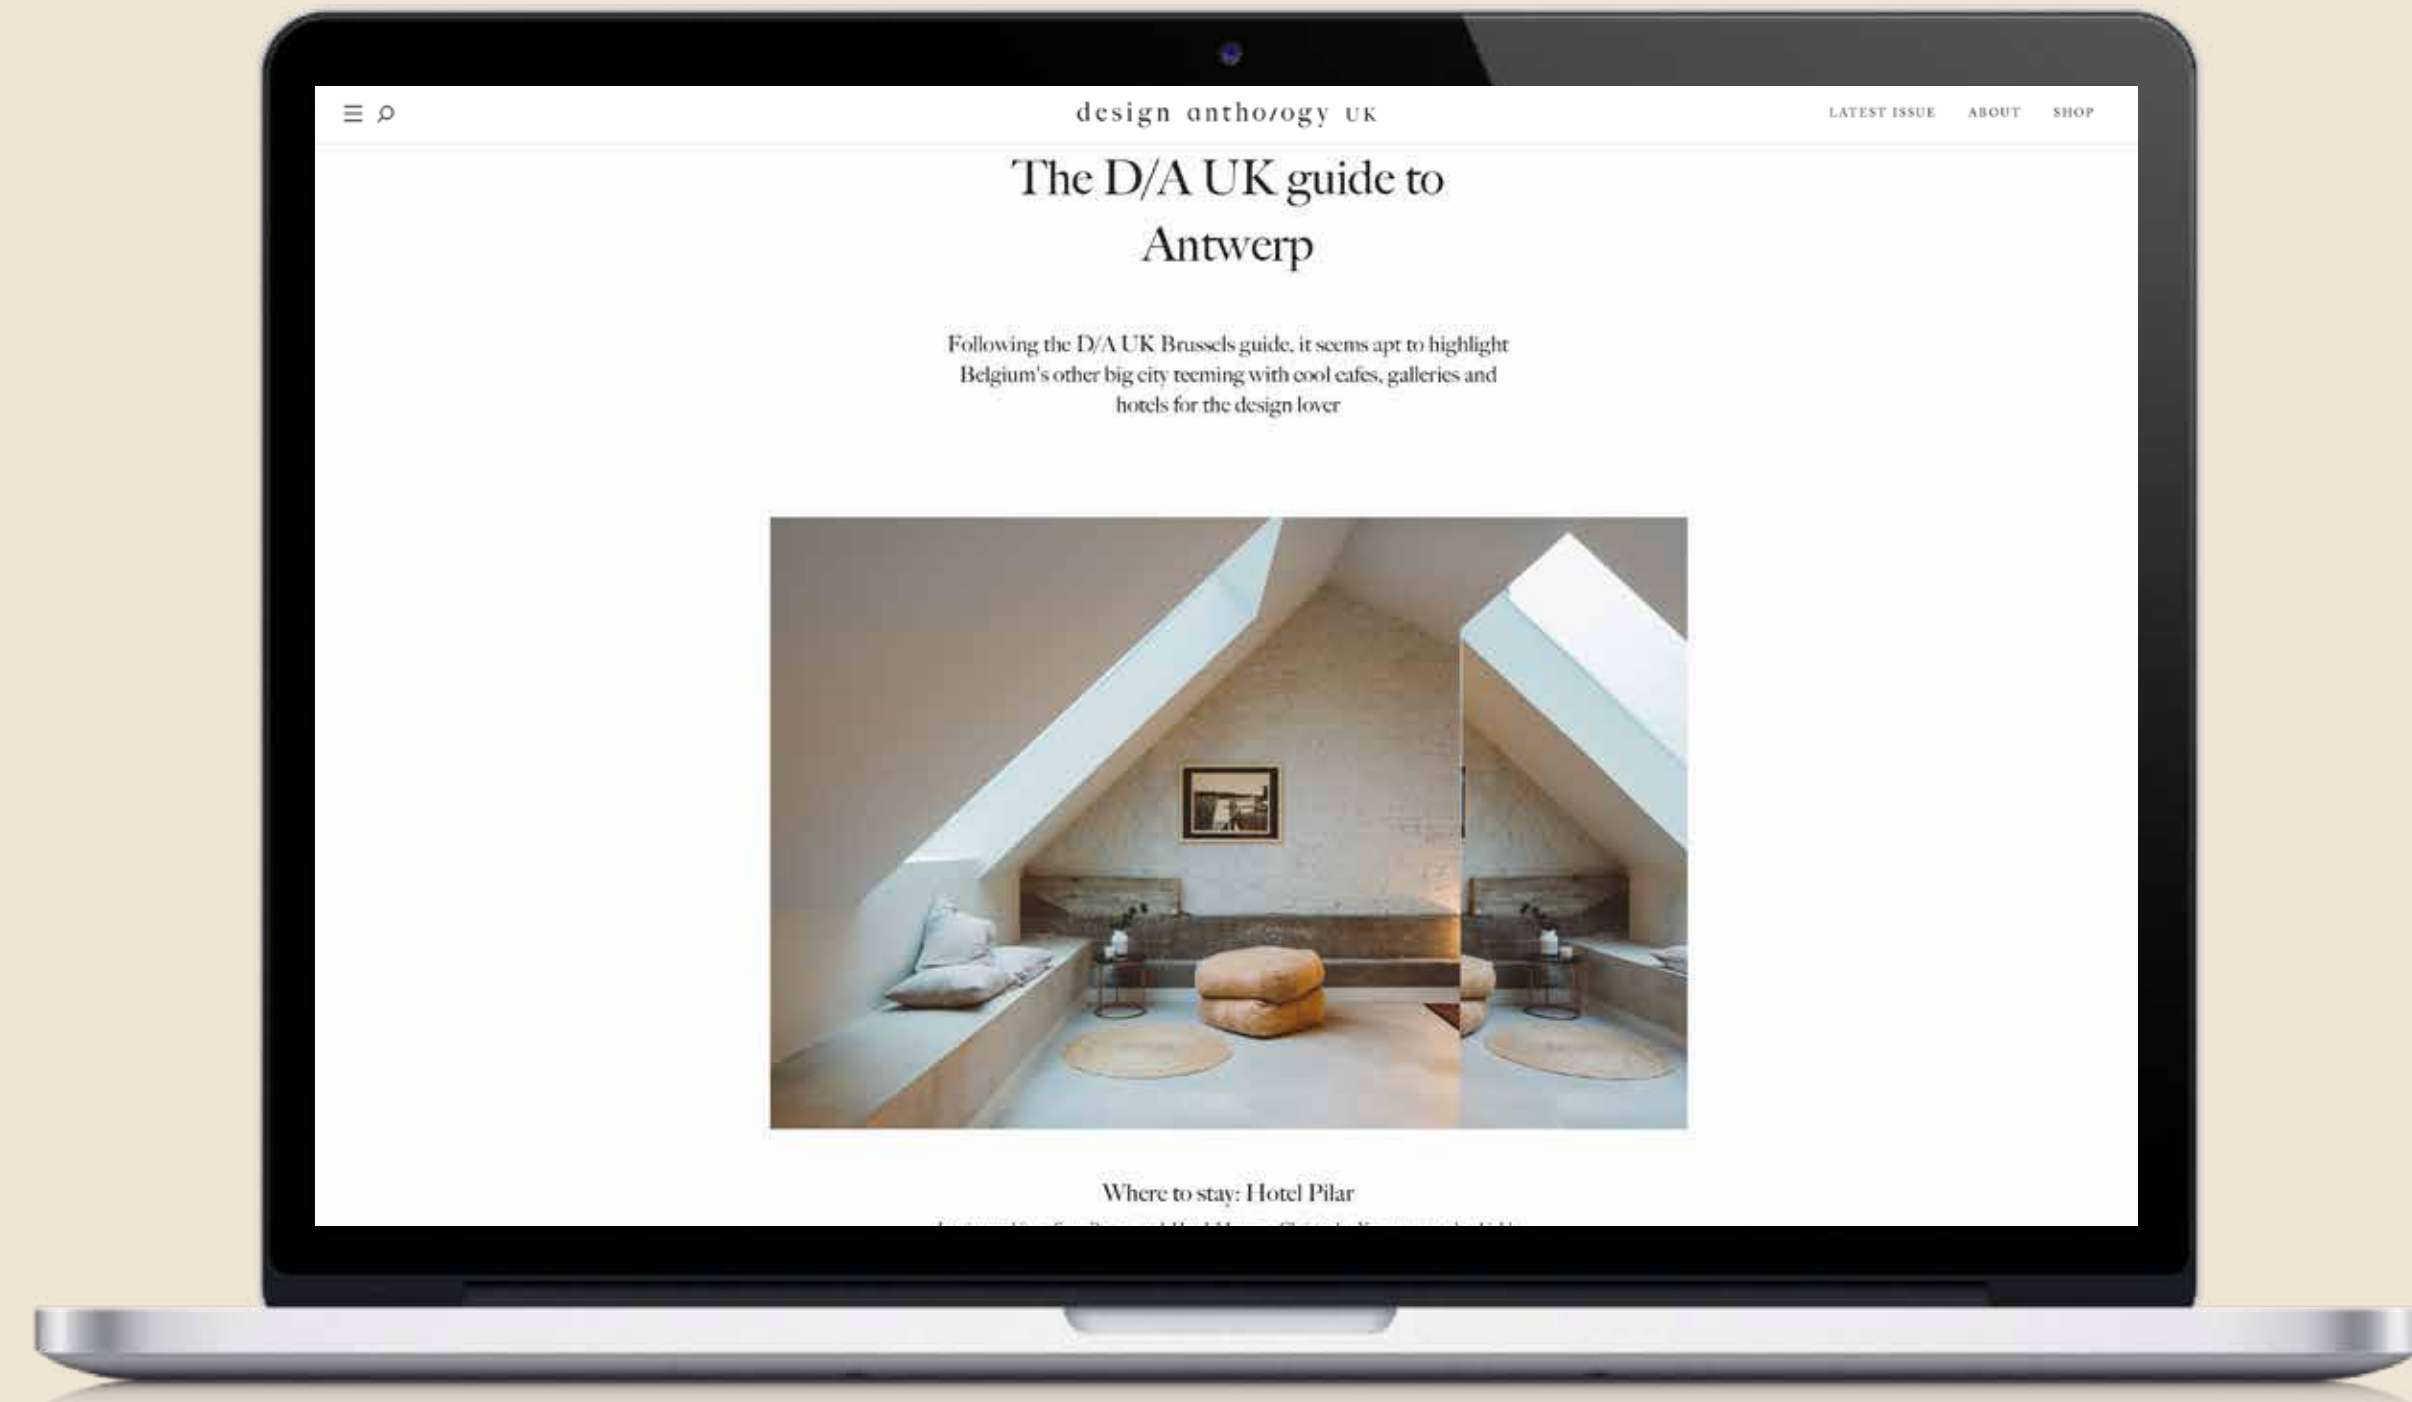 design anthology UK
LATEST ISSUE ABOUT SHOP
The D/A UK guide to
Antwerp
Following the D/A UK Brussels guide, it seems apt to highlight
Belgium's other big city teeming with cool cafes, galleries and
hotels for the design lover
Where to stay: Hotel Pilar